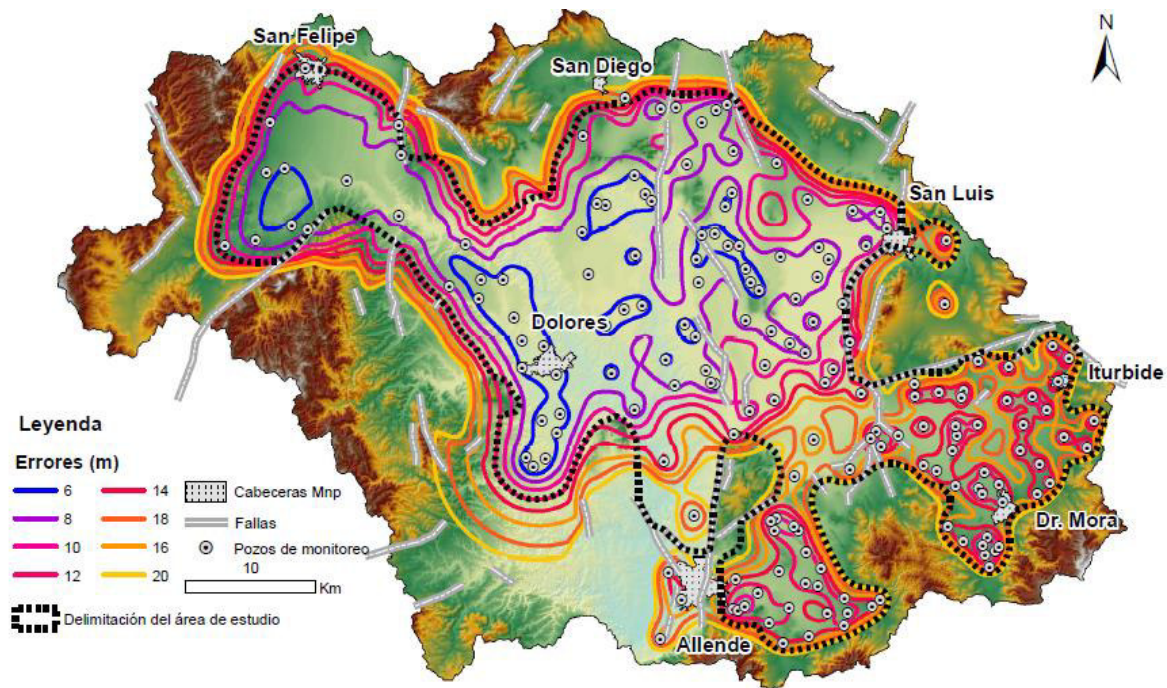 San Felipe
San Diego
N
San Luis
Dolores
Iturbide
Dr. Mora
Allende
Leyenda
Errores (m)
6
14
8
18
10
16
12
20
Cabeceras Mnp
Fallas
Pozos de monitoreo
10
Km
Delimitación del área de estudio